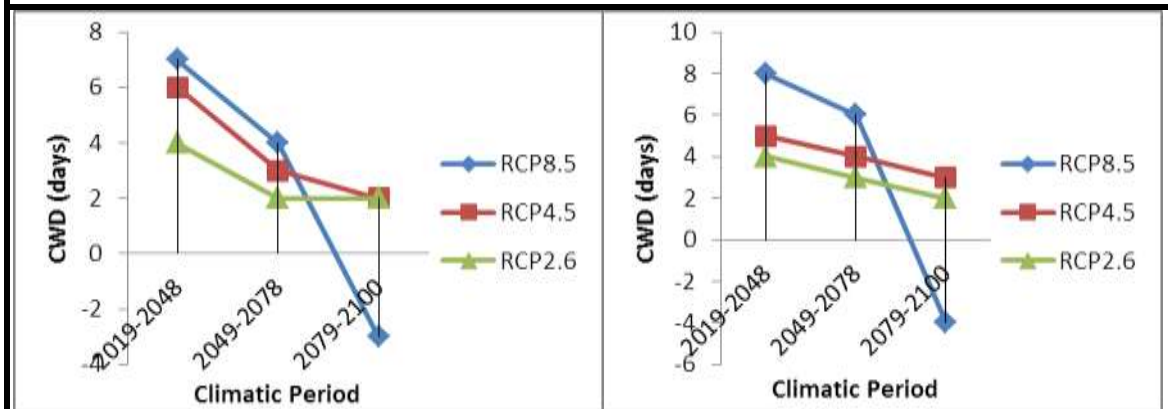 8
6
4
2
0
-2
-4
CWD (days)
2019-2048
2049-2078
2079-2100
Climatic Period
RCP8.5
RCP4.5
RCP2.6
10
8
6
4
2
0
-2
-4
-6
CWD (days)
2019-2048
2049-2078
2079-2100
Climatic Period
RCP8.5
RCP4.5
RCP2.6